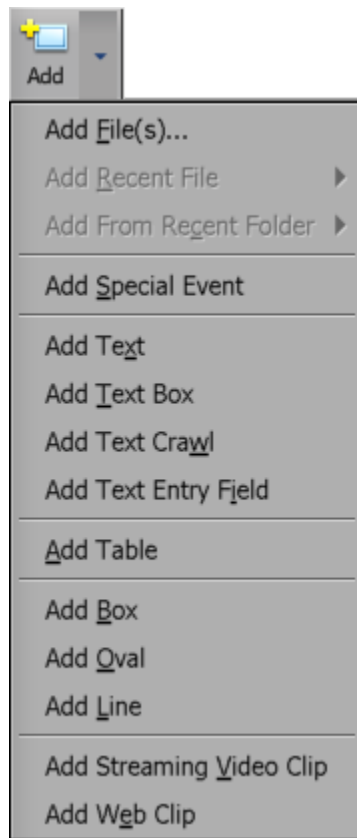 Add
Add File(s)...
Add Recent File
Add From Recent Folder
Add Special Event
Add Text
Add Text Box
Add Text Crawl
Add Text Entry Field
Add Table
Add Box
Add Oval
Add Line
Add Streaming Video Clip
Add Web Clip